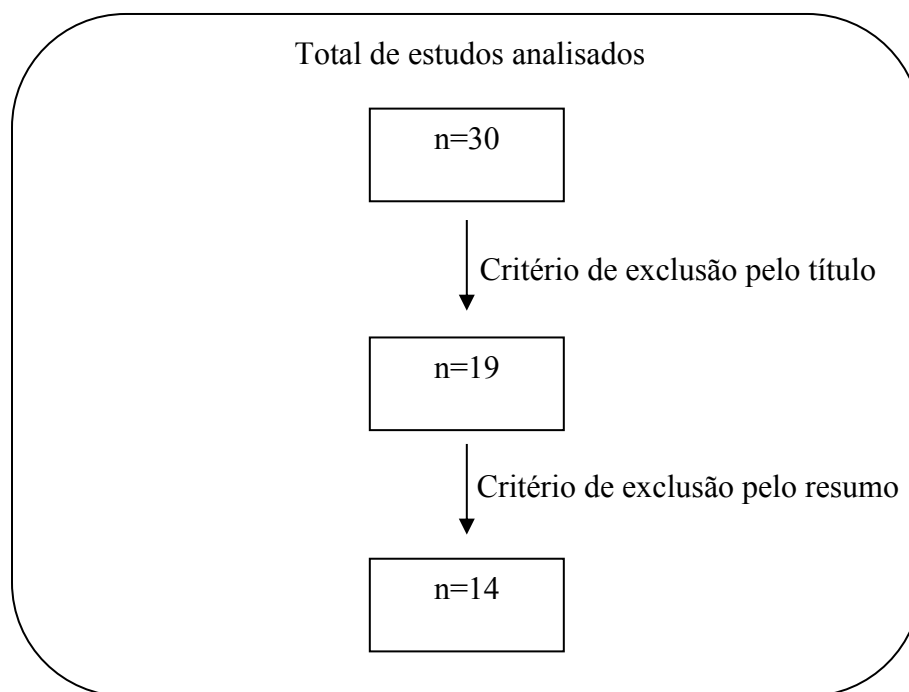 Total de estudos analisados
n=30
Critério de exclusão pelo título
n=19
Critério de exclusão pelo resumo
n=14